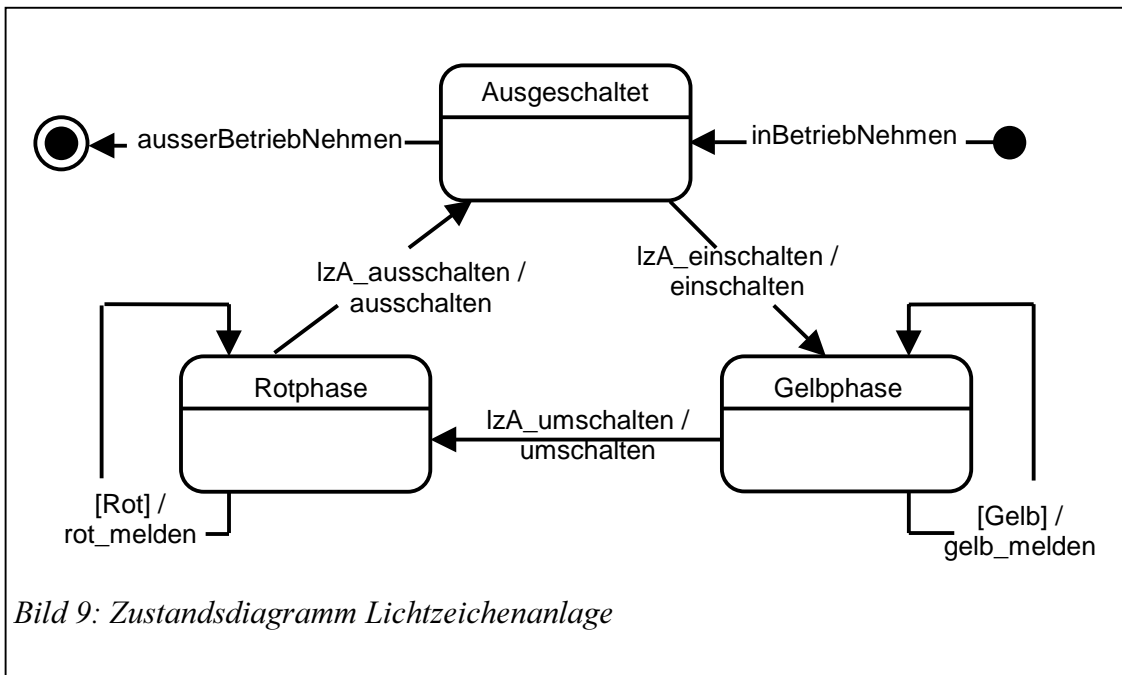 Ausgeschaltet
ausserBetriebNehmen
inBetriebNehmen
lzA_ausschalten /
ausschalten
lzA_einschalten /
einschalten
Rotphase
Gelbphase
lzA_umschalten /
umschalten
[Rot] /
rot_melden
[Gelb] /
gelb_melden
Bild 9: Zustandsdiagramm Lichtzeichenanlage